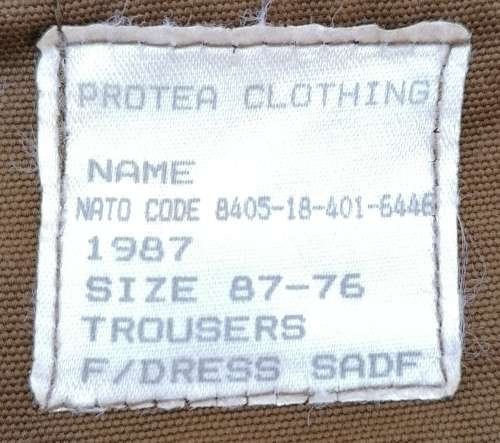 PROTEA CLOTHING
NAME
NATO CODE 8405-18-401-6446
1987
SIZE 87-76
TROUSERS
F/DRESS SADF